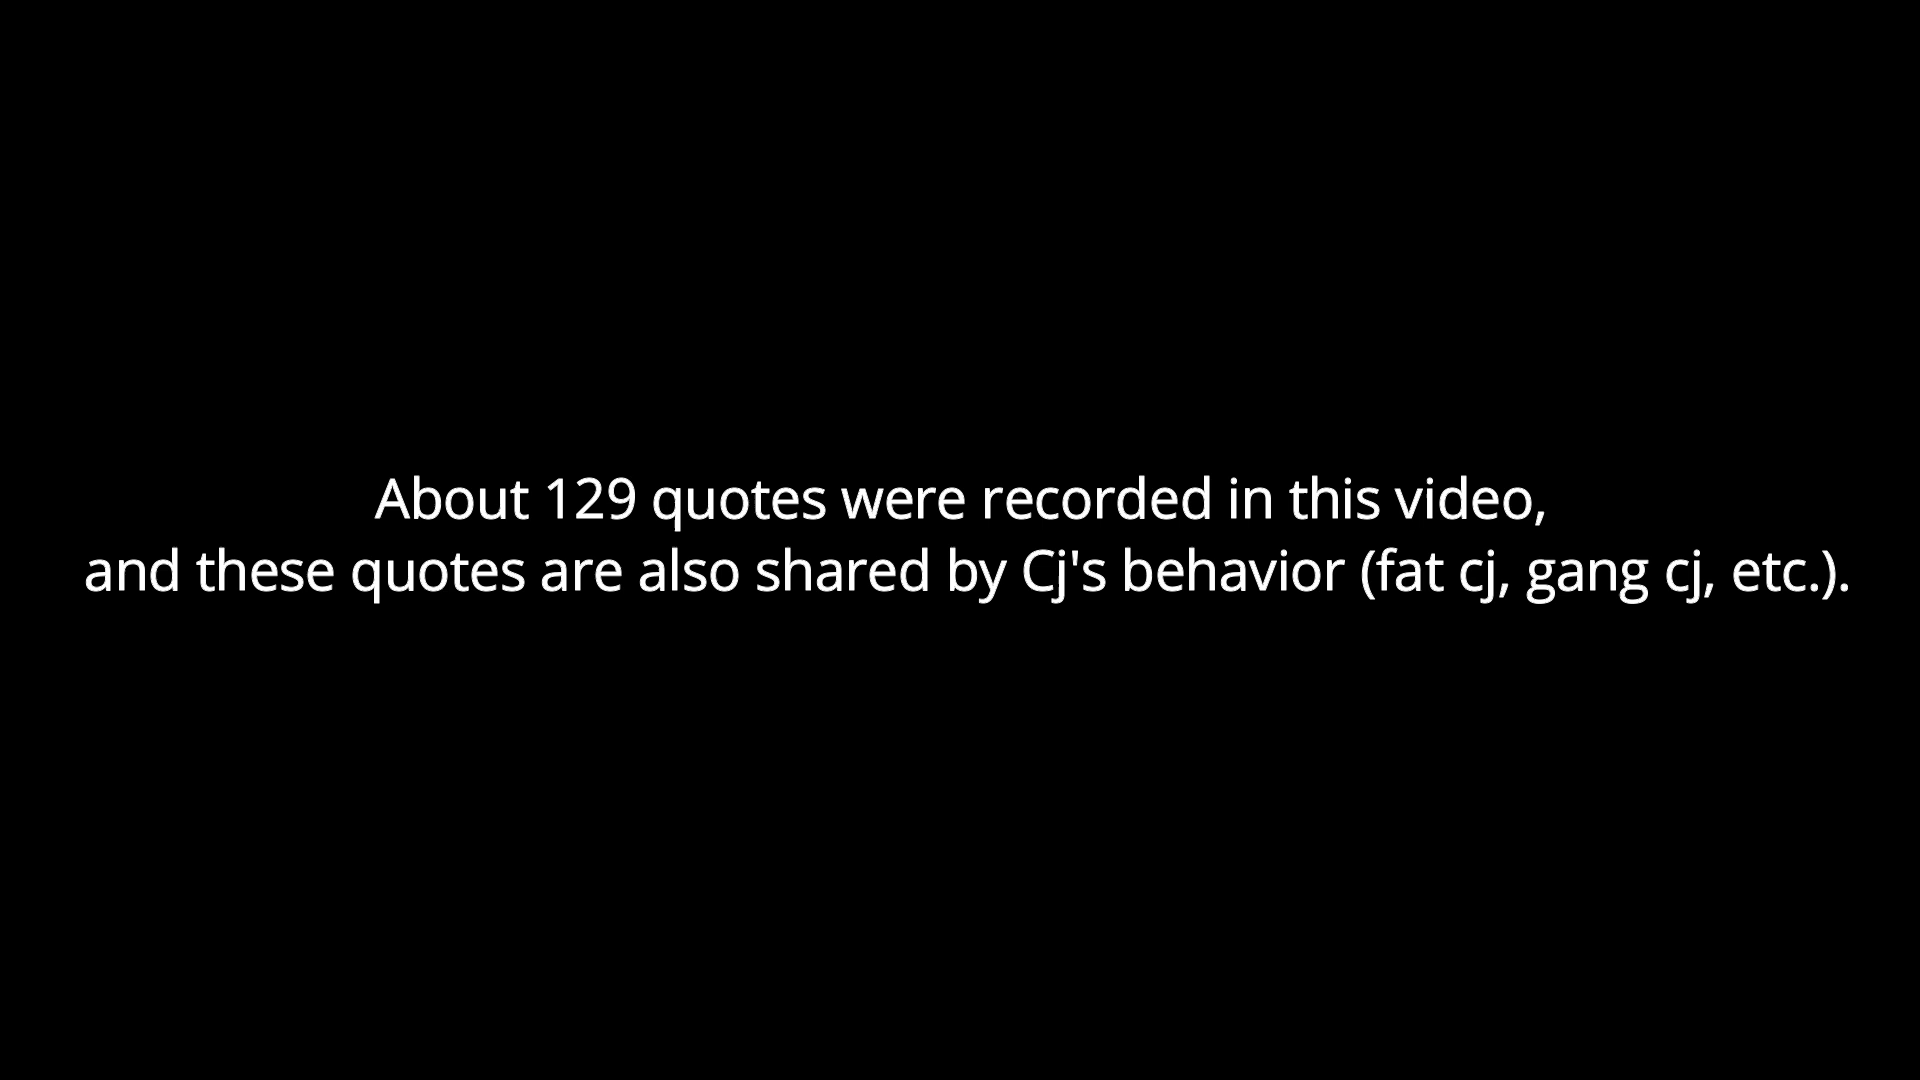 About 129 quotes were recorded in this video,
and these quotes are also shared by Cj's behavior (fat cj, gang cj, etc.).